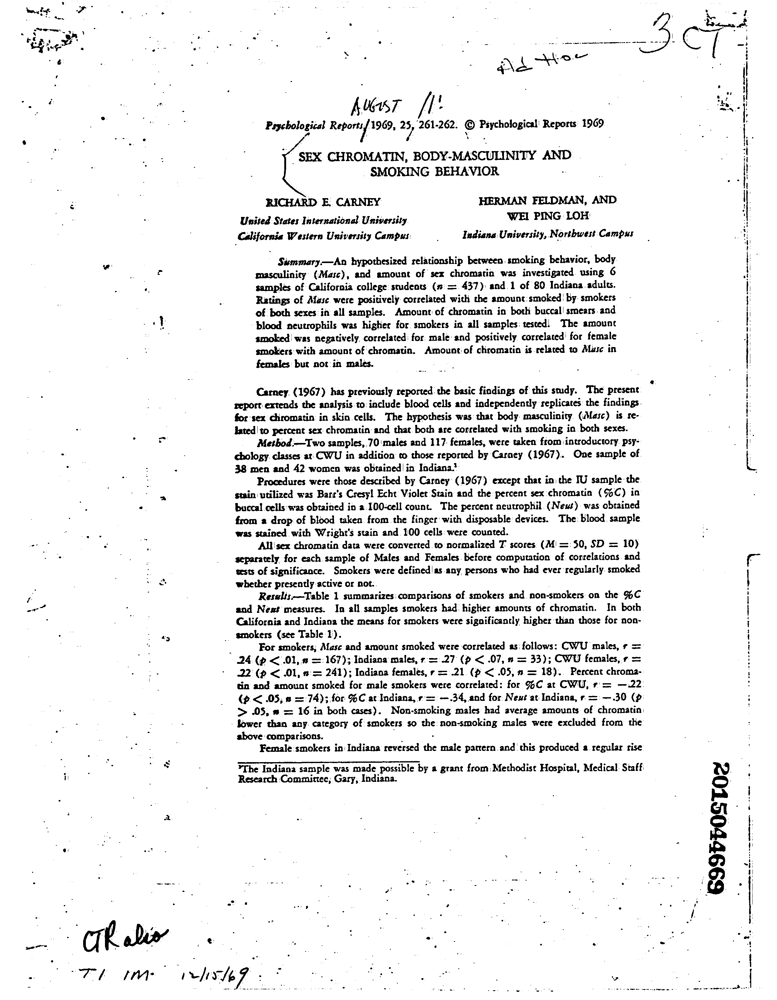 3 CT
Ad Hoc
AUGUST
Psychological Reports, 1969, 25, 261-262. © Psychological Reports 1969
SEX CHROMATIN, BODY-MASCULINITY AND
SMOKING BEHAVIOR
RICHARD E. CARNEY
United States International University
California Western University Campus
HERMAN FELDMAN, AND
WEI PING LOH
Indiana University, Northwest Campus
Summary.—An hypothesized relationship between smoking behavior, body
masculinity (Masc), and amount of sex chromatin was investigated using 6
samples of California college students (n = 437) and 1 of 80 Indiana adults.
Ratings of Masc were positively correlated with the amount smoked by smokers
of both sexes in all samples. Amount of chromatin in both buccal smears and
blood neutrophils was higher for smokers in all samples tested. The amount
smoked was negatively correlated for male and positively correlated for female
smokers with amount of chromatin. Amount of chromatin is related to Masc in
females but not in males.
Carney (1967) has previously reported the basic findings of this study. The present
report extends the analysis to include blood cells and independently replicates the findings
for sex chromatin in skin cells. The hypothesis was that body masculinity (Masc) is re-
lated to percent sex chromatin and that both are correlated with smoking in both sexes.
Method.—Two samples, 70 males and 117 females, were taken from introductory psy-
chology classes at CWU in addition to those reported by Carney (1967). One sample of
38 men and 42 women was obtained in Indiana.¹
Procedures were those described by Carney (1967) except that in the IU sample the
stain utilized was Barr's Cresyl Echt Violet Stain and the percent sex chromatin (%C) in
buccal cells was obtained in a 100-cell count. The percent neutrophil (Neut) was obtained
from a drop of blood taken from the finger with disposable devices. The blood sample
was stained with Wright's stain and 100 cells were counted.
All sex chromatin data were converted to normalized T scores (M = 50, SD = 10)
separately for each sample of Males and Females before computation of correlations and
tests of significance. Smokers were defined as any persons who had ever regularly smoked
whether presently active or not.
Results.—Table 1 summarizes comparisons of smokers and non-smokers on the %C
and Neut measures. In all samples smokers had higher amounts of chromatin. In both
California and Indiana the means for smokers were significantly higher than those for non-
smokers (see Table 1).
For smokers, Masc and amount smoked were correlated as follows: CWU males, r =
.24 (p < .01, n = 167); Indiana males, r = .27 (p < .07, n = 33); CWU females, r =
.22 (p < .01, n = 241); Indiana females, r = .21 (p < .05, n = 18). Percent chroma-
tin and amount smoked for male smokers were correlated: for %C at CWU, r = —.22
(p < .05, n = 74); for %C at Indiana, r = —.34, and for Neut at Indiana, r = —.30 (p
> .05, n = 16 in both cases). Non-smoking males had average amounts of chromatin
lower than any category of smokers so the non-smoking males were excluded from the
above comparisons.
Female smokers in Indiana reversed the male pattern and this produced a regular rise
¹The Indiana sample was made possible by a grant from Methodist Hospital, Medical Staff
Research Committee, Gary, Indiana.
2015044669
TI IM 12/15/69